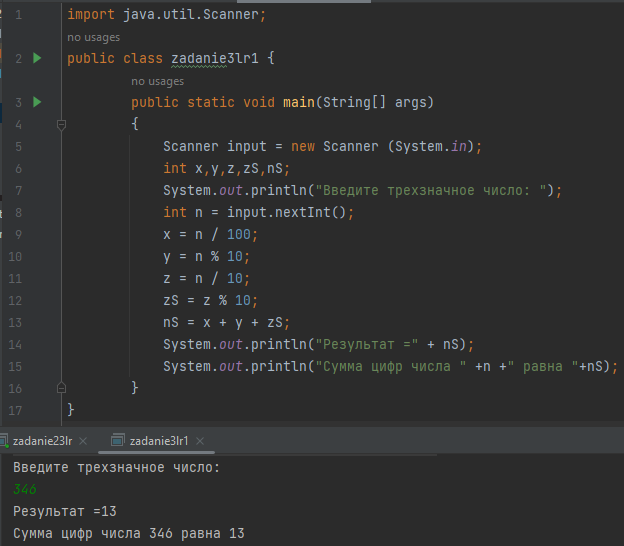 1 import java.util.Scanner;
no usages
2 public class zadanie3lr1 {
no usages
3 public static void main(String[] args)
4 {
5 Scanner input = new Scanner (System.in);
6 int x,y,z,zS,nS;
7 System.out.println("Введите трехзначное число: ");
8 int n = input.nextInt();
9 x = n / 100;
10 y = n % 10;
11 z = n / 10;
12 zS = z % 10;
13 nS = x + y + zS;
14 System.out.println("Результат =" + nS);
15 System.out.println("Сумма цифр числа " +n +" равна "+nS);
16 }
17 }
zadanie23lr zadanie3lr1
Введите трехзначное число:
346
Результат =13
Сумма цифр числа 346 равна 13